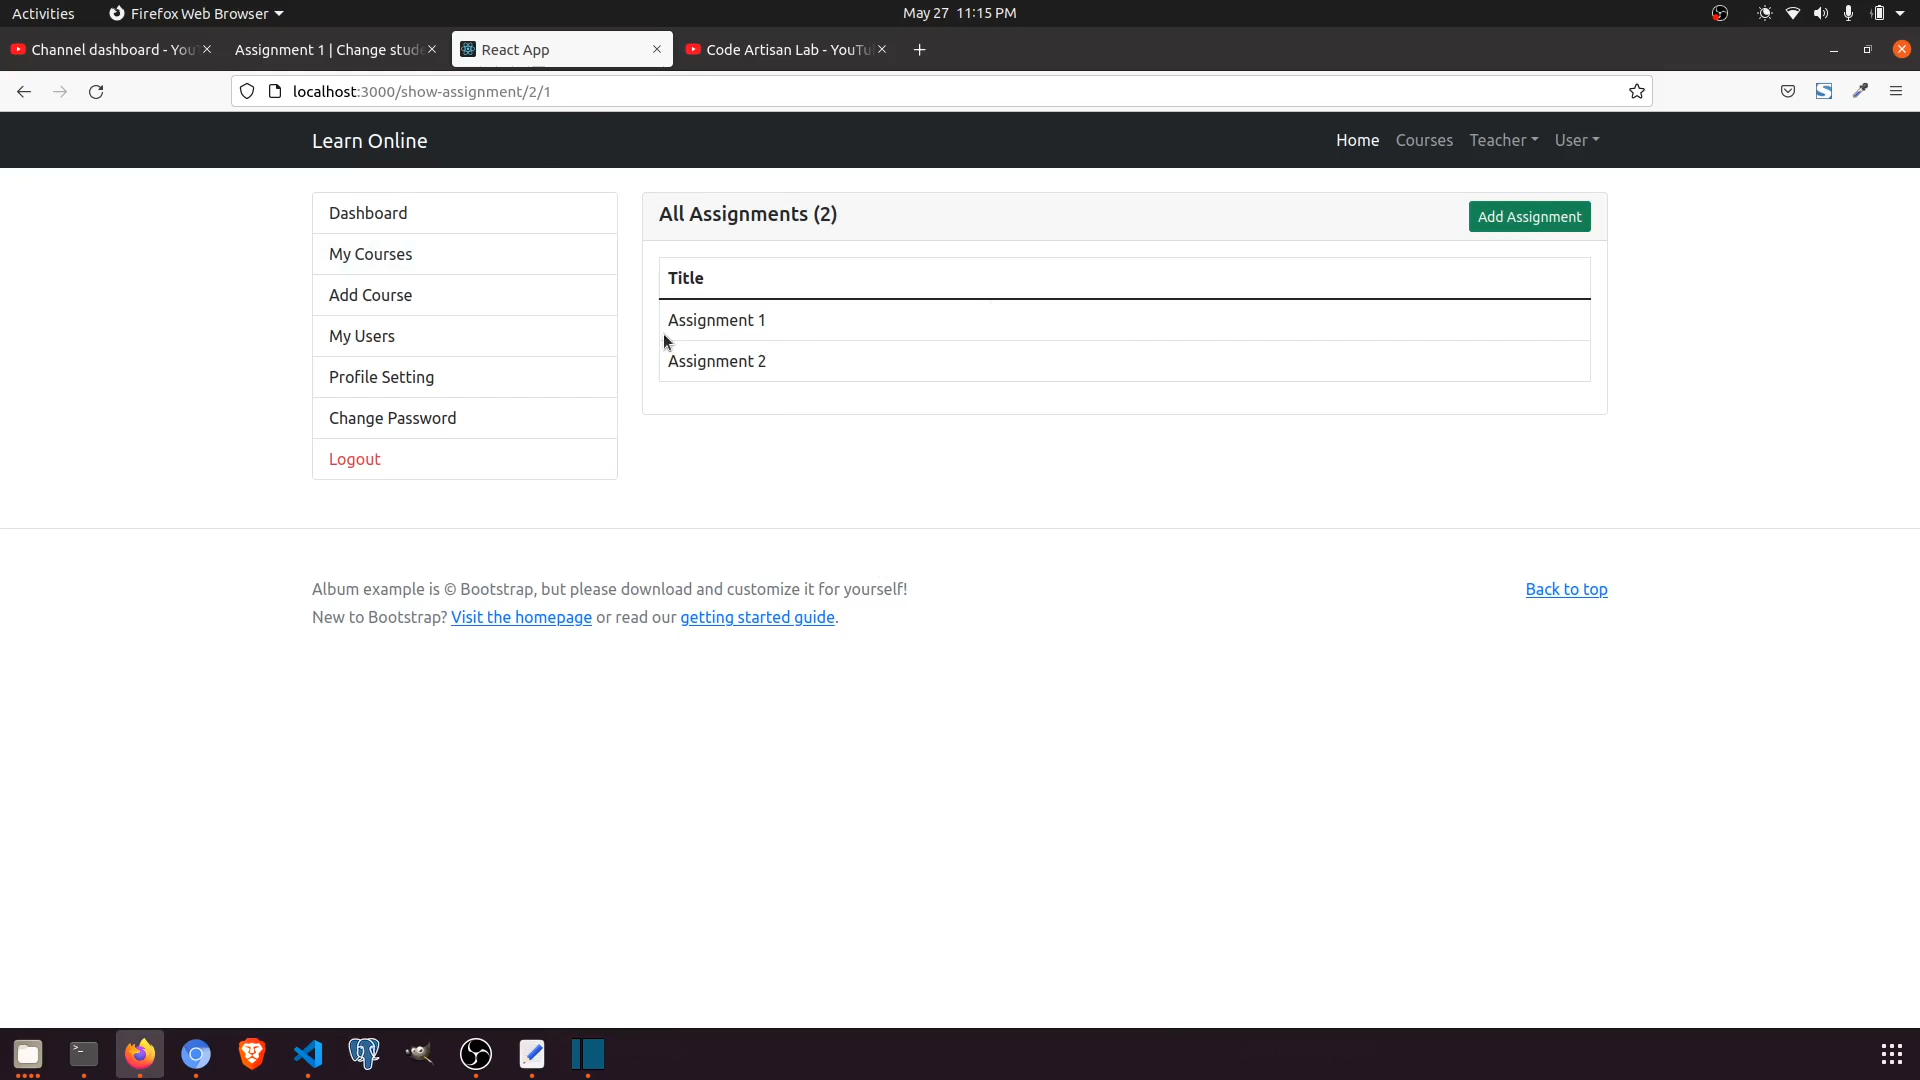 Activities
Firefox Web Browser
May 27 11:15 PM
Channel dashboard - You
Assignment 1 | Change stude
React App
Code Artisan Lab - YouTu
localhost:3000/show-assignment/2/1
Learn Online
Home
Courses
Teacher
User
Dashboard
My Courses
Add Course
My Users
Profile Setting
Change Password
Logout
All Assignments (2)
Add Assignment
Title
Assignment 1
Assignment 2
Album example is © Bootstrap, but please download and customize it for yourself!
Back to top
New to Bootstrap? Visit the homepage or read our getting started guide.